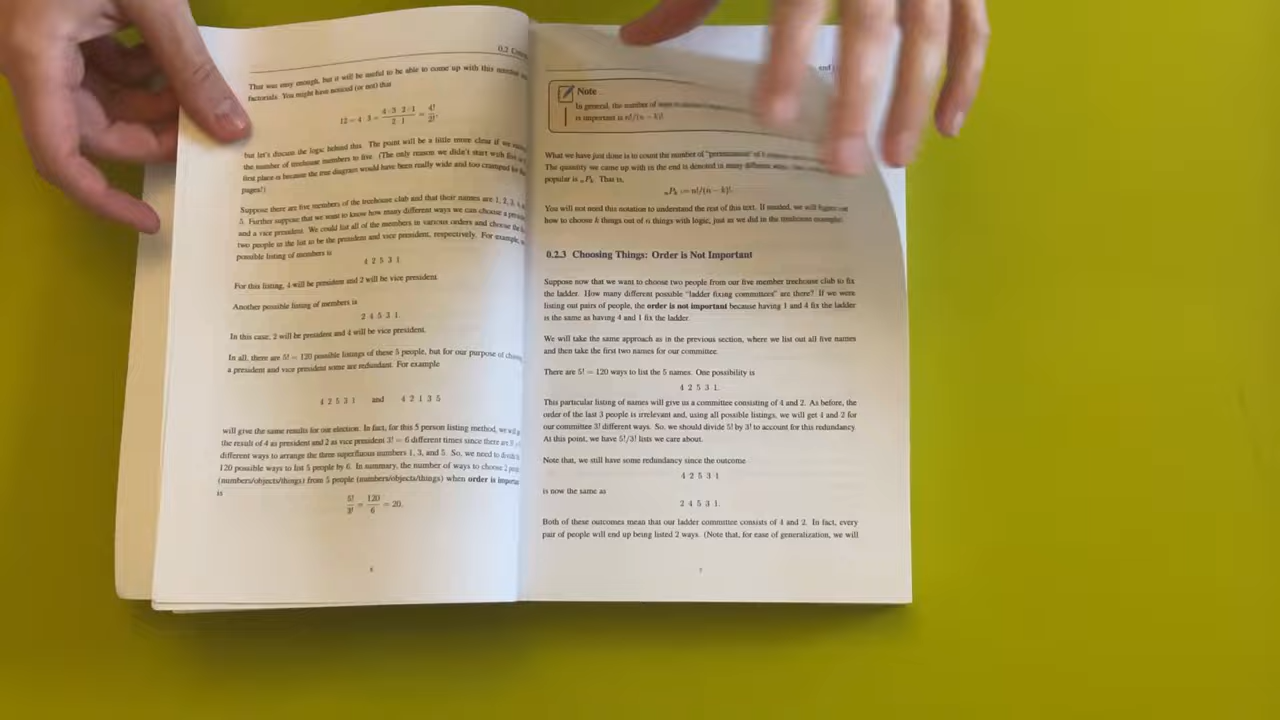 0.2
That was easy enough, but it will be useful to be able to come up with this number
factorials. You might have noticed (or not) that
12 = 4 · 3 = 4 · 3 · 2 · 1 / 2 · 1 = 4! / 2!,
but let's discuss the logic behind this. The point will be a little more clear if we
the number of treehouse numbers to five. (The only reason we didn't start with five
first place is because the tree diagram would have been really wide and too cramped for the
pages!)
Suppose there are five members of the treehouse club and that their names are 1, 2, 3, 4,
5. Further suppose that we want to know how many different ways we can choose a
and a vice president. We could list all of the members in various orders and choose the
two people in the list to be the president and vice president, respectively. For example,
possible listing of members is
4 2 5 3 1.
For this listing, 4 will be president and 2 will be vice president.
Another possible listing of members is
2 4 5 3 1.
In this case, 2 will be president and 4 will be vice president.
In all, there are 5! = 120 possible listings of these 5 people, but for our purpose of
a president and vice president some are redundant. For example
4 2 5 3 1 and 4 2 1 3 5
will give the same results for our election. In fact, for this 5 person listing method, we
the result of 4 as president and 2 as vice president 3! = 6 different times since there are
different ways to arrange the three superfluous numbers 1, 3, and 5. So, we need to divide
120 possible ways to list 5 people by 6. In summary, the number of ways to choose 2
(numbers/objects/things) from 5 people (numbers/objects/things) when order is
is
5! / 3! = 120 / 6 = 20.
6
Note
In general, the number of
is important is n!/(n − k)!
What we have just done is to count the number of "permutations" of
The quantity we came up with in the end is denoted in many different
popular is nPk. That is,
nPk := n!/(n − k)!.
You will not need this notation to understand the rest of this text. If needed, we will figure out
how to choose k things out of n things with logic, just as we did in the treehouse example!
0.2.3 Choosing Things: Order is Not Important
Suppose now that we want to choose two people from our five member treehouse club to fix
the ladder. How many different possible "ladder fixing committees" are there? If we were
listing out pairs of people, the order is not important because having 1 and 4 fix the ladder
is the same as having 4 and 1 fix the ladder.
We will take the same approach as in the previous section, where we list out all five names
and then take the first two names for our committee.
There are 5! = 120 ways to list the 5 names. One possibility is
4 2 5 3 1.
This particular listing of names will give us a committee consisting of 4 and 2. As before, the
order of the last 3 people is irrelevant and, using all possible listings, we will get 4 and 2 for
our committee 3! different ways. So, we should divide 5! by 3! to account for this redundancy.
At this point, we have 5!/3! lists we care about.
Note that, we still have some redundancy since the outcome
4 2 5 3 1
is now the same as
2 4 5 3 1.
Both of these outcomes mean that our ladder committee consists of 4 and 2. In fact, every
pair of people will end up being listed 2 ways. (Note that, for ease of generalization, we will
7